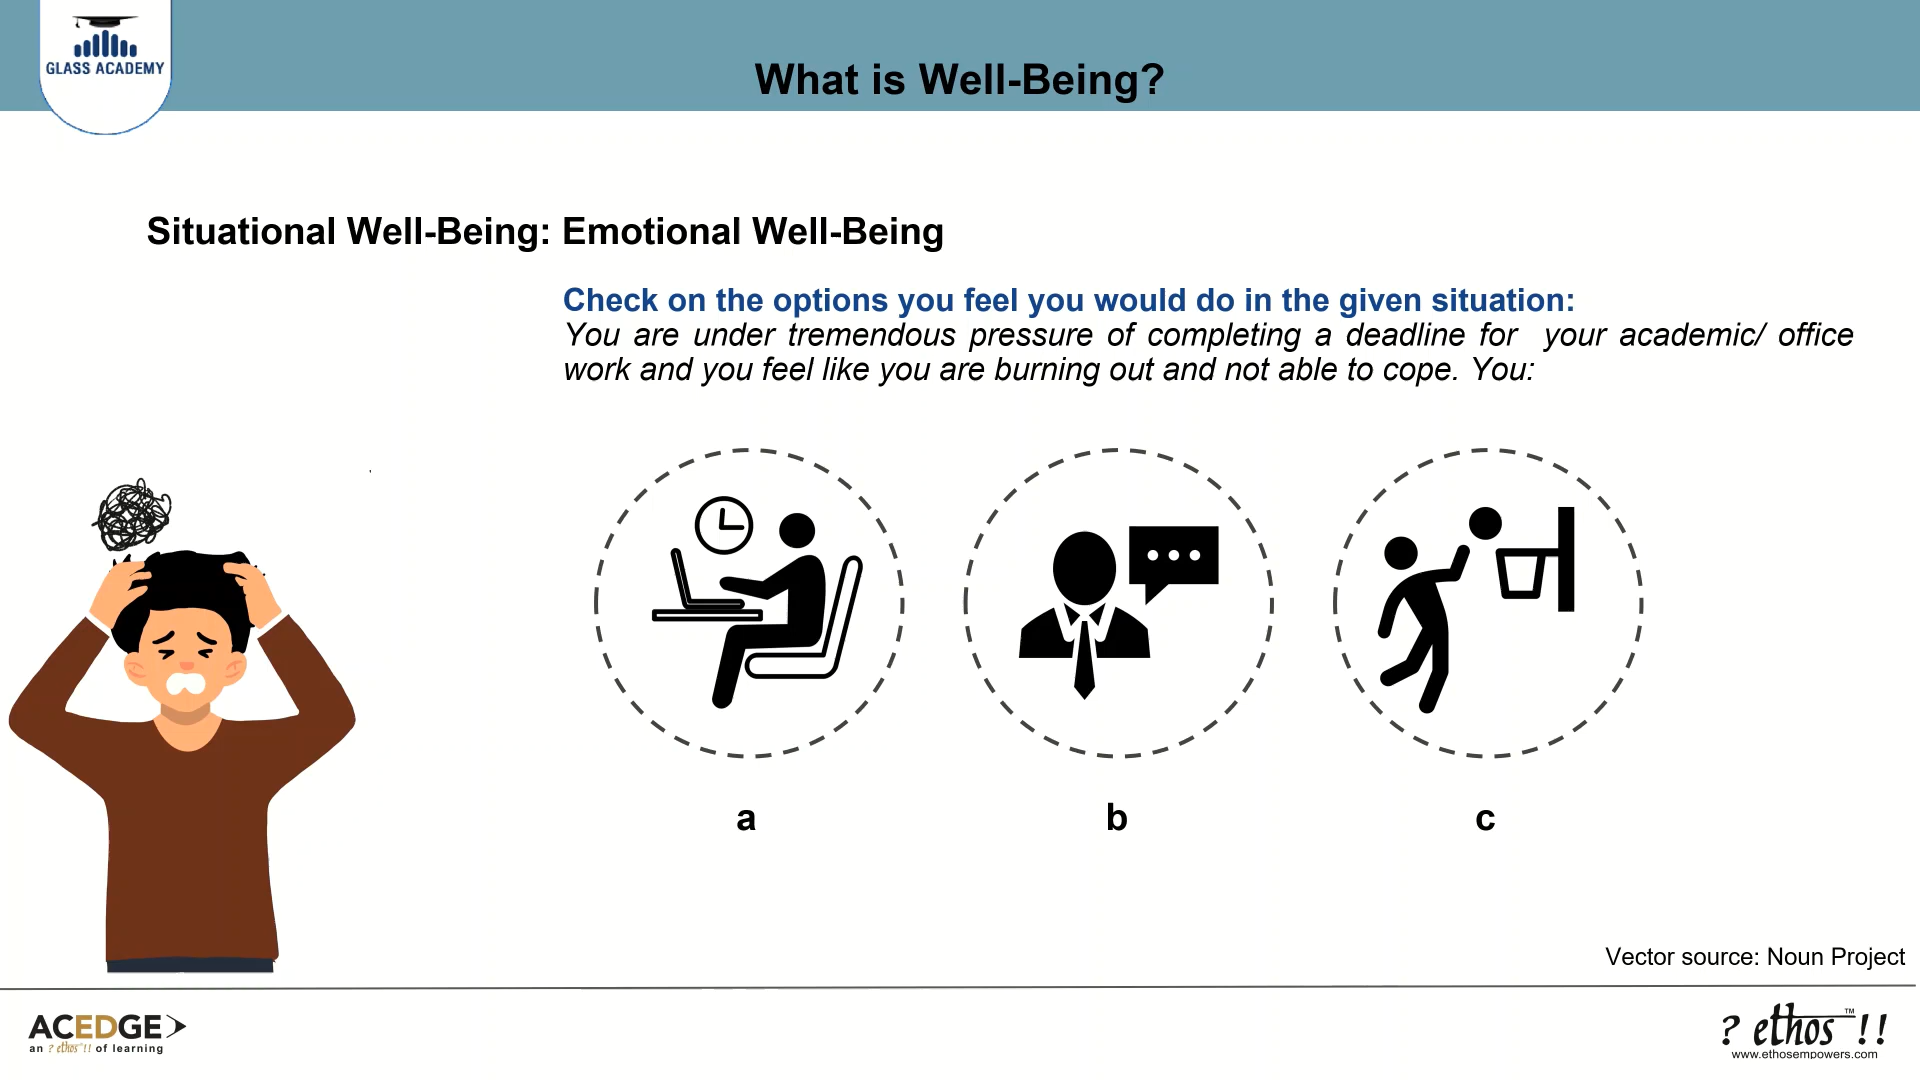 GLASS ACADEMY
What is Well-Being?
Situational Well-Being: Emotional Well-Being
Check on the options you feel you would do in the given situation:
You are under tremendous pressure of completing a deadline for your academic/ office
work and you feel like you are burning out and not able to cope. You:
a
b
c
Vector source: Noun Project
ACEDGE
an ? ethos™!! of learning
? ethos™!!
www.ethosempowers.com